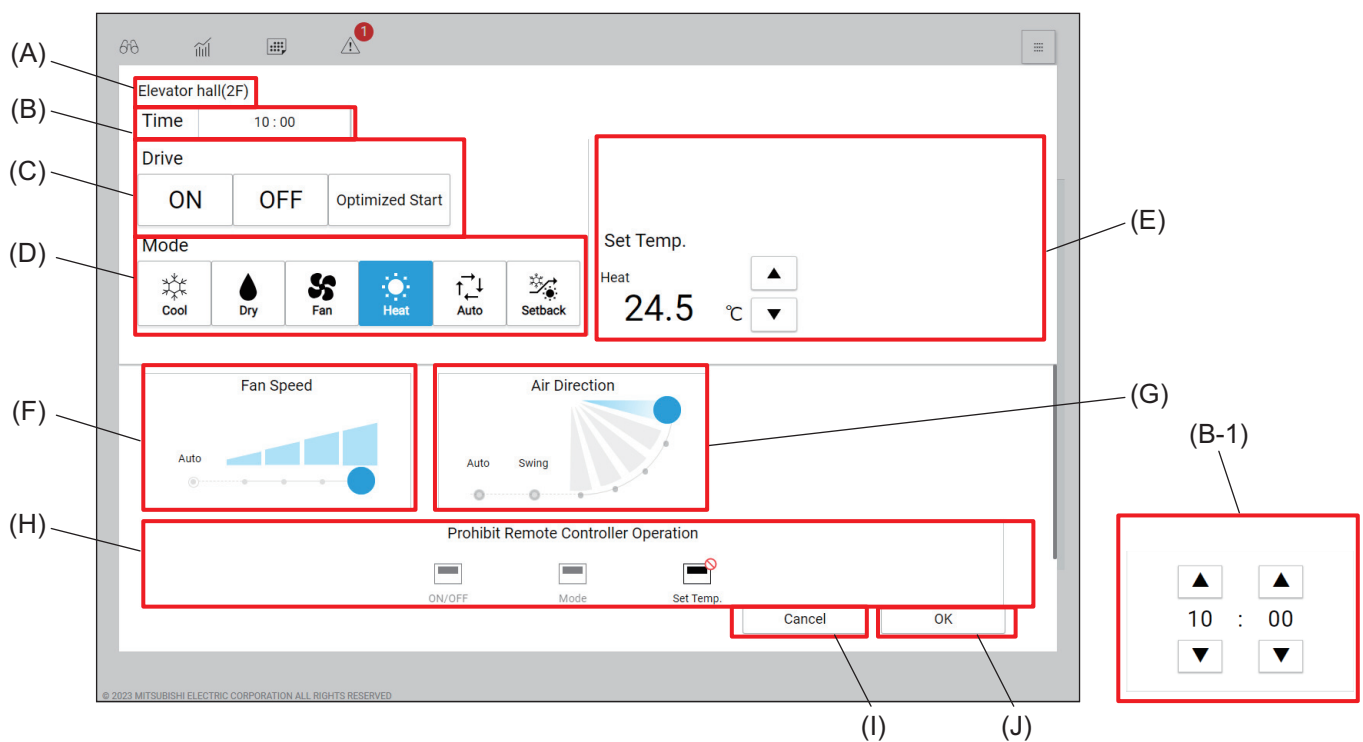 1
(A)
Elevator hall(2F)
(B)
Time 10 : 00
(C)
Drive
ON OFF Optimized Start
(D)
Mode
Cool Dry Fan Heat Auto Setback
(E)
Set Temp.
Heat
24.5 ℃
(F)
Fan Speed
Auto
(G)
Air Direction
Auto Swing
(H)
Prohibit Remote Controller Operation
ON/OFF Mode Set Temp.
Cancel OK
(I) (J)
(B-1)
10 : 00
© 2023 MITSUBISHI ELECTRIC CORPORATION ALL RIGHTS RESERVED